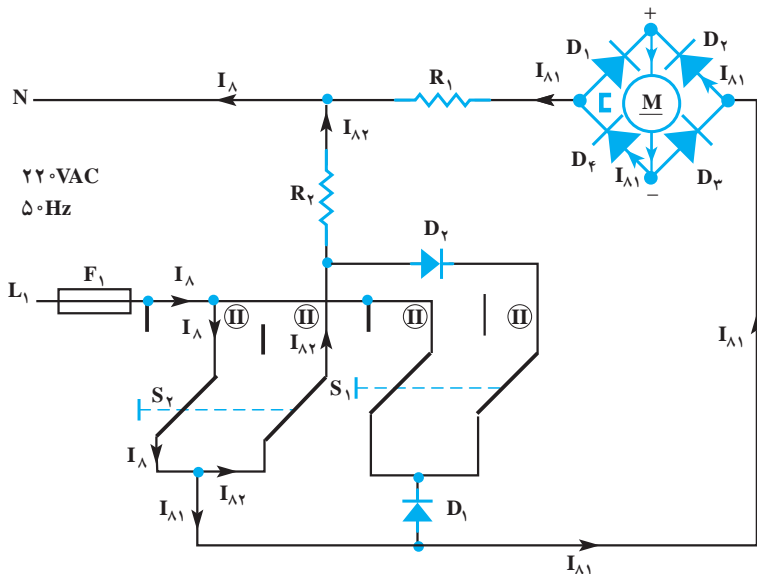 +
D۱ D۲
I۸ R۱ I۸۱ I۸۱
N M
I۸۲ D۴ I۸۱ D۳
−
۲۲۰VAC
۵۰Hz
R۲
D۲
L۱ F۱ I۸
II II II II
I۸ I۸۲ I۸۱
S۲ S۱
I۸ I۸۲
I۸۱ D۱
I۸۱